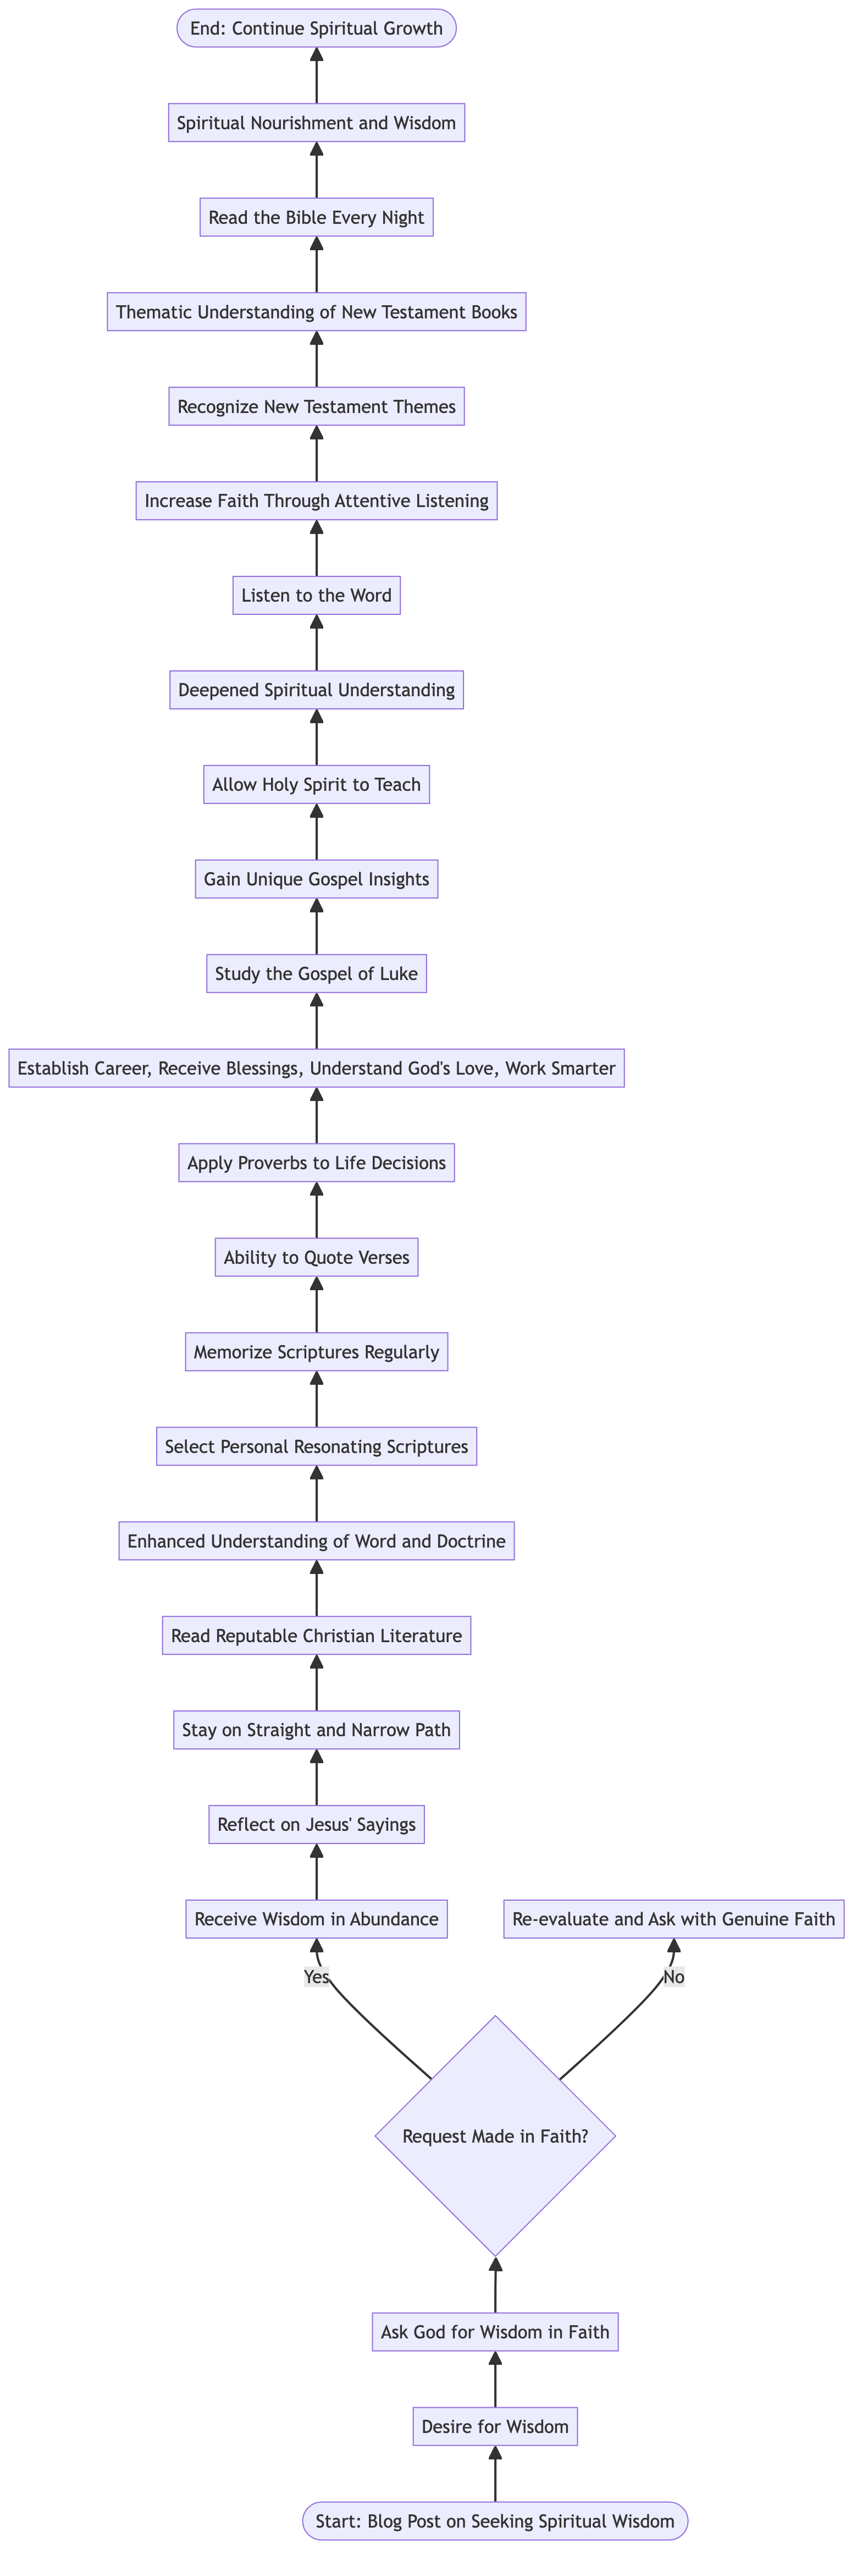 End: Continue Spiritual Growth
Spiritual Nourishment and Wisdom
Read the Bible Every Night
Thematic Understanding of New Testament Books
Recognize New Testament Themes
Increase Faith Through Attentive Listening
Listen to the Word
Deepened Spiritual Understanding
Allow Holy Spirit to Teach
Gain Unique Gospel Insights
Study the Gospel of Luke
Establish Career, Receive Blessings, Understand God's Love, Work Smarter
Apply Proverbs to Life Decisions
Ability to Quote Verses
Memorize Scriptures Regularly
Select Personal Resonating Scriptures
Enhanced Understanding of Word and Doctrine
Read Reputable Christian Literature
Stay on Straight and Narrow Path
Reflect on Jesus' Sayings
Receive Wisdom in Abundance
Re-evaluate and Ask with Genuine Faith
Yes
No
Request Made in Faith?
Ask God for Wisdom in Faith
Desire for Wisdom
Start: Blog Post on Seeking Spiritual Wisdom